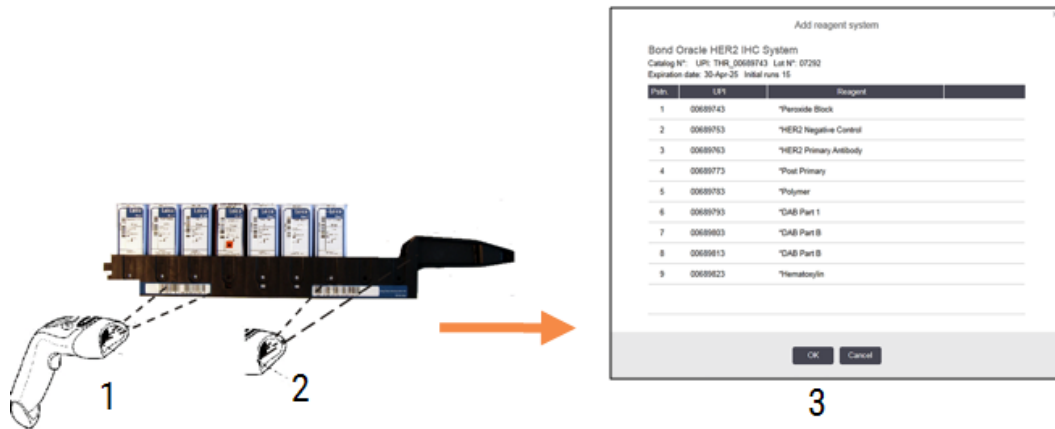 Add reagent system
Bond Oracle HER2 IHC System
Catalog N°: UPI: THR_00689743 Lot N°: 07292
Expiration date: 30-Apr-25 Initial runs 15
Pstn. UPI Reagent
1 00689743 *Peroxide Block
2 00689753 *HER2 Negative Control
3 00689763 *HER2 Primary Antibody
4 00689773 *Post Primary
5 00689783 *Polymer
6 00689793 *DAB Part 1
7 00689803 *DAB Part B
8 00689813 *DAB Part B
9 00689823 *Hematoxylin
OK Cancel
1
2
3